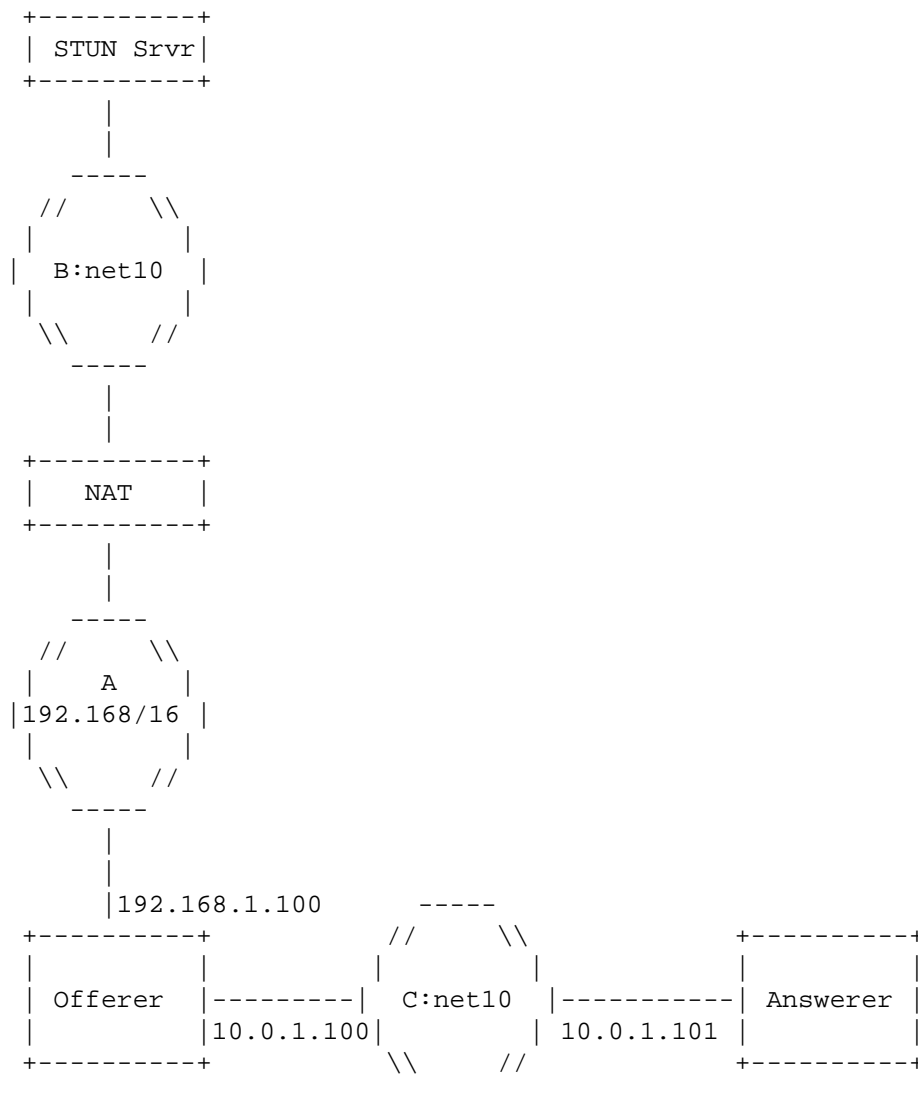 STUN Srvr
B:net10
NAT
A
192.168/16
192.168.1.100
Offerer C:net10 Answerer
10.0.1.100 10.0.1.101